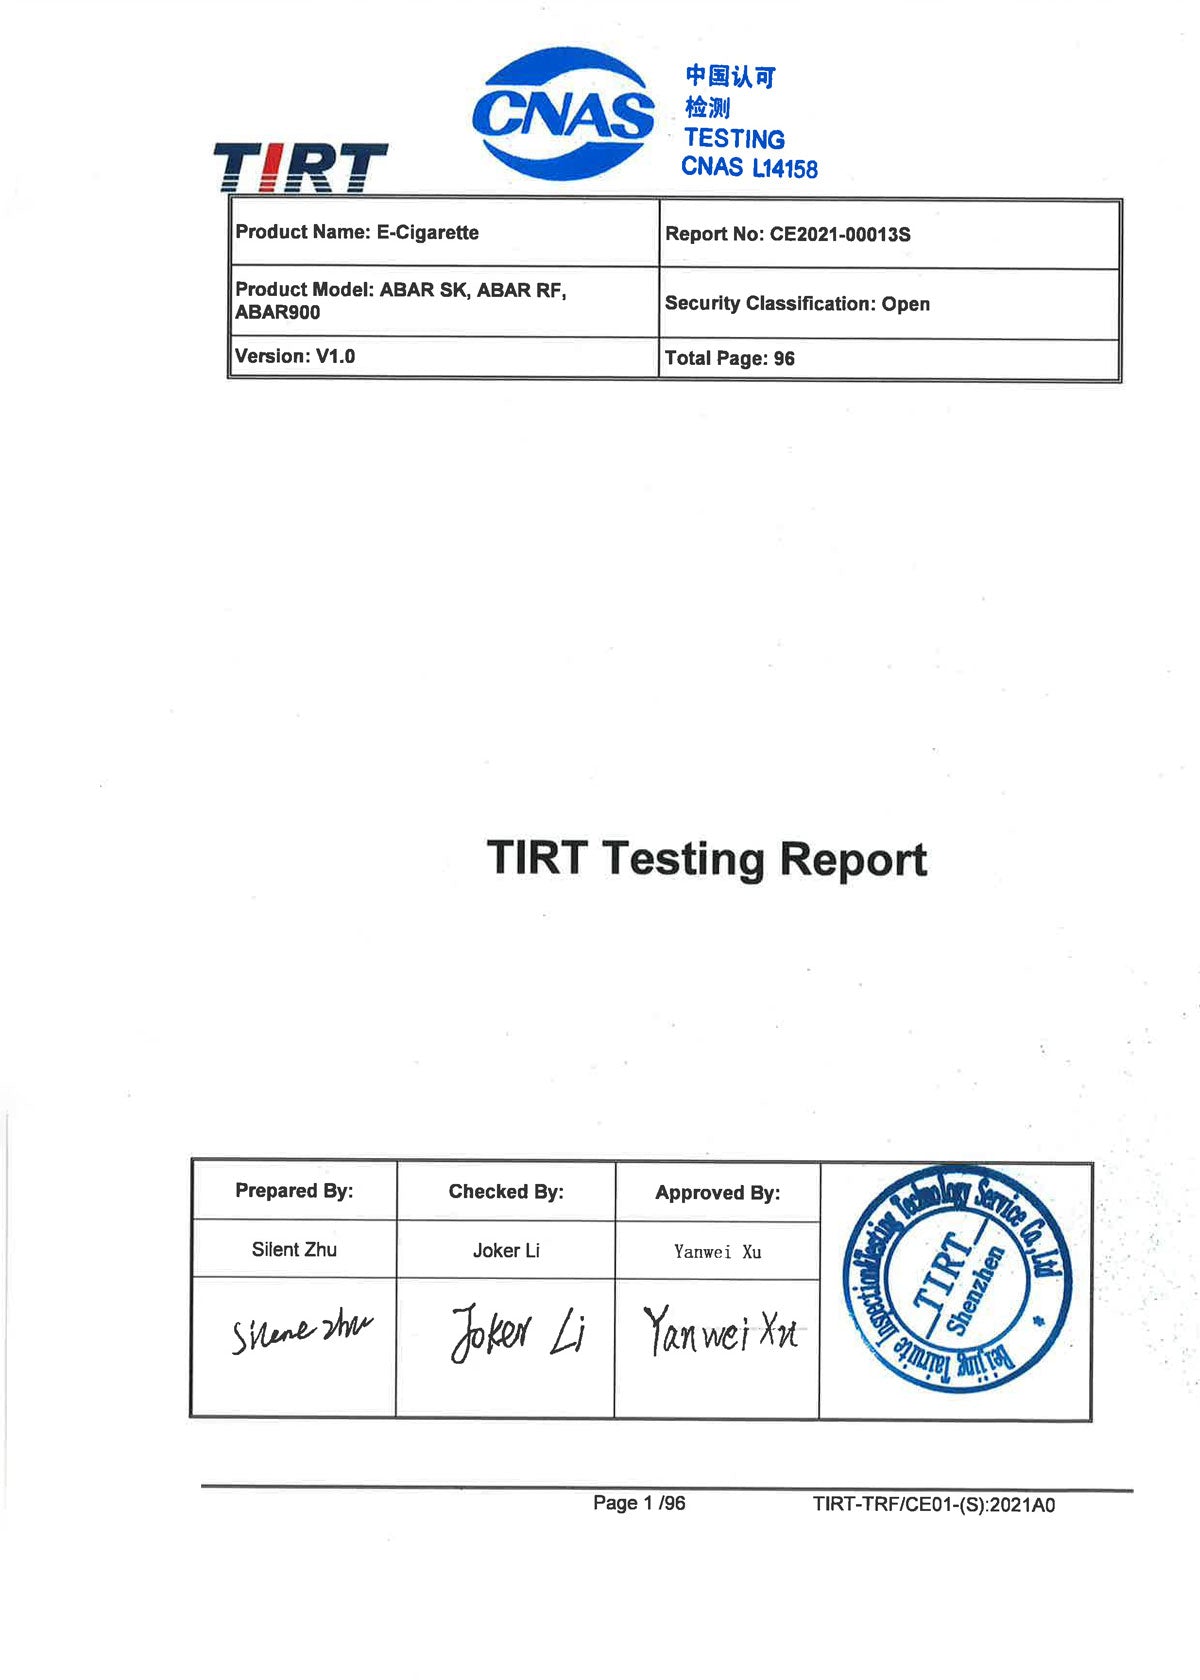 TIRT
CNAS
中国认可
检测
TESTING
CNAS L14158
Product Name: E-Cigarette
Report No: CE2021-00013S
Product Model: ABAR SK, ABAR RF,
ABAR900
Security Classification: Open
Version: V1.0
Total Page: 96
TIRT Testing Report
Prepared By:
Checked By:
Approved By:
Silent Zhu
Joker Li
Yanwei Xu
Silene zhu
Joker Li
Yanwei Xu
Beijing Tairuite Inspection&Testing Technology Service Co.,Ltd
TIRT
Shenzhen
*
Page 1 /96
TIRT-TRF/CE01-(S):2021A0